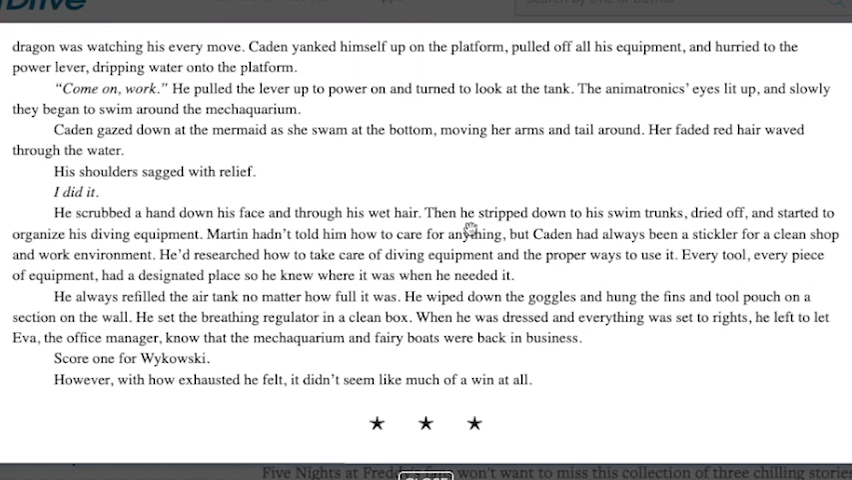 dragon was watching his every move. Caden yanked himself up on the platform, pulled off all his equipment, and hurried to the
power lever, dripping water onto the platform.
“Come on, work.” He pulled the lever up to power on and turned to look at the tank. The animatronics’ eyes lit up, and slowly
they began to swim around the mechaquarium.
Caden gazed down at the mermaid as she swam at the bottom, moving her arms and tail around. Her faded red hair waved
through the water.
His shoulders sagged with relief.
I did it.
He scrubbed a hand down his face and through his wet hair. Then he stripped down to his swim trunks, dried off, and started to
organize his diving equipment. Martin hadn’t told him how to care for anything, but Caden had always been a stickler for a clean shop
and work environment. He’d researched how to take care of diving equipment and the proper ways to use it. Every tool, every piece
of equipment, had a designated place so he knew where it was when he needed it.
He always refilled the air tank no matter how full it was. He wiped down the goggles and hung the fins and tool pouch on a
section on the wall. He set the breathing regulator in a clean box. When he was dressed and everything was set to rights, he left to let
Eva, the office manager, know that the mechaquarium and fairy boats were back in business.
Score one for Wykowski.
However, with how exhausted he felt, it didn’t seem like much of a win at all.
Five Nights at Freddy's fans won't want to miss this collection of three chilling stories
CLOSE